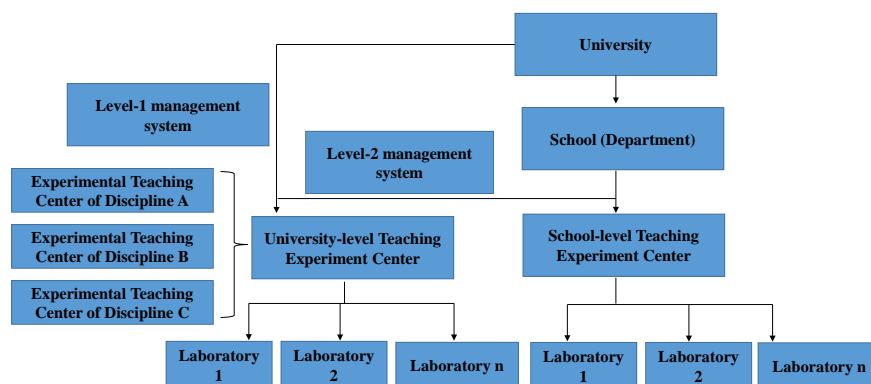 University
Level-1 management
system
School (Department)
Level-2 management
system
Experimental Teaching
Center of Discipline A
Experimental Teaching
Center of Discipline B
Experimental Teaching
Center of Discipline C
University-level Teaching
Experiment Center
School-level Teaching
Experiment Center
Laboratory
1
Laboratory
2
Laboratory n
Laboratory
1
Laboratory
2
Laboratory n